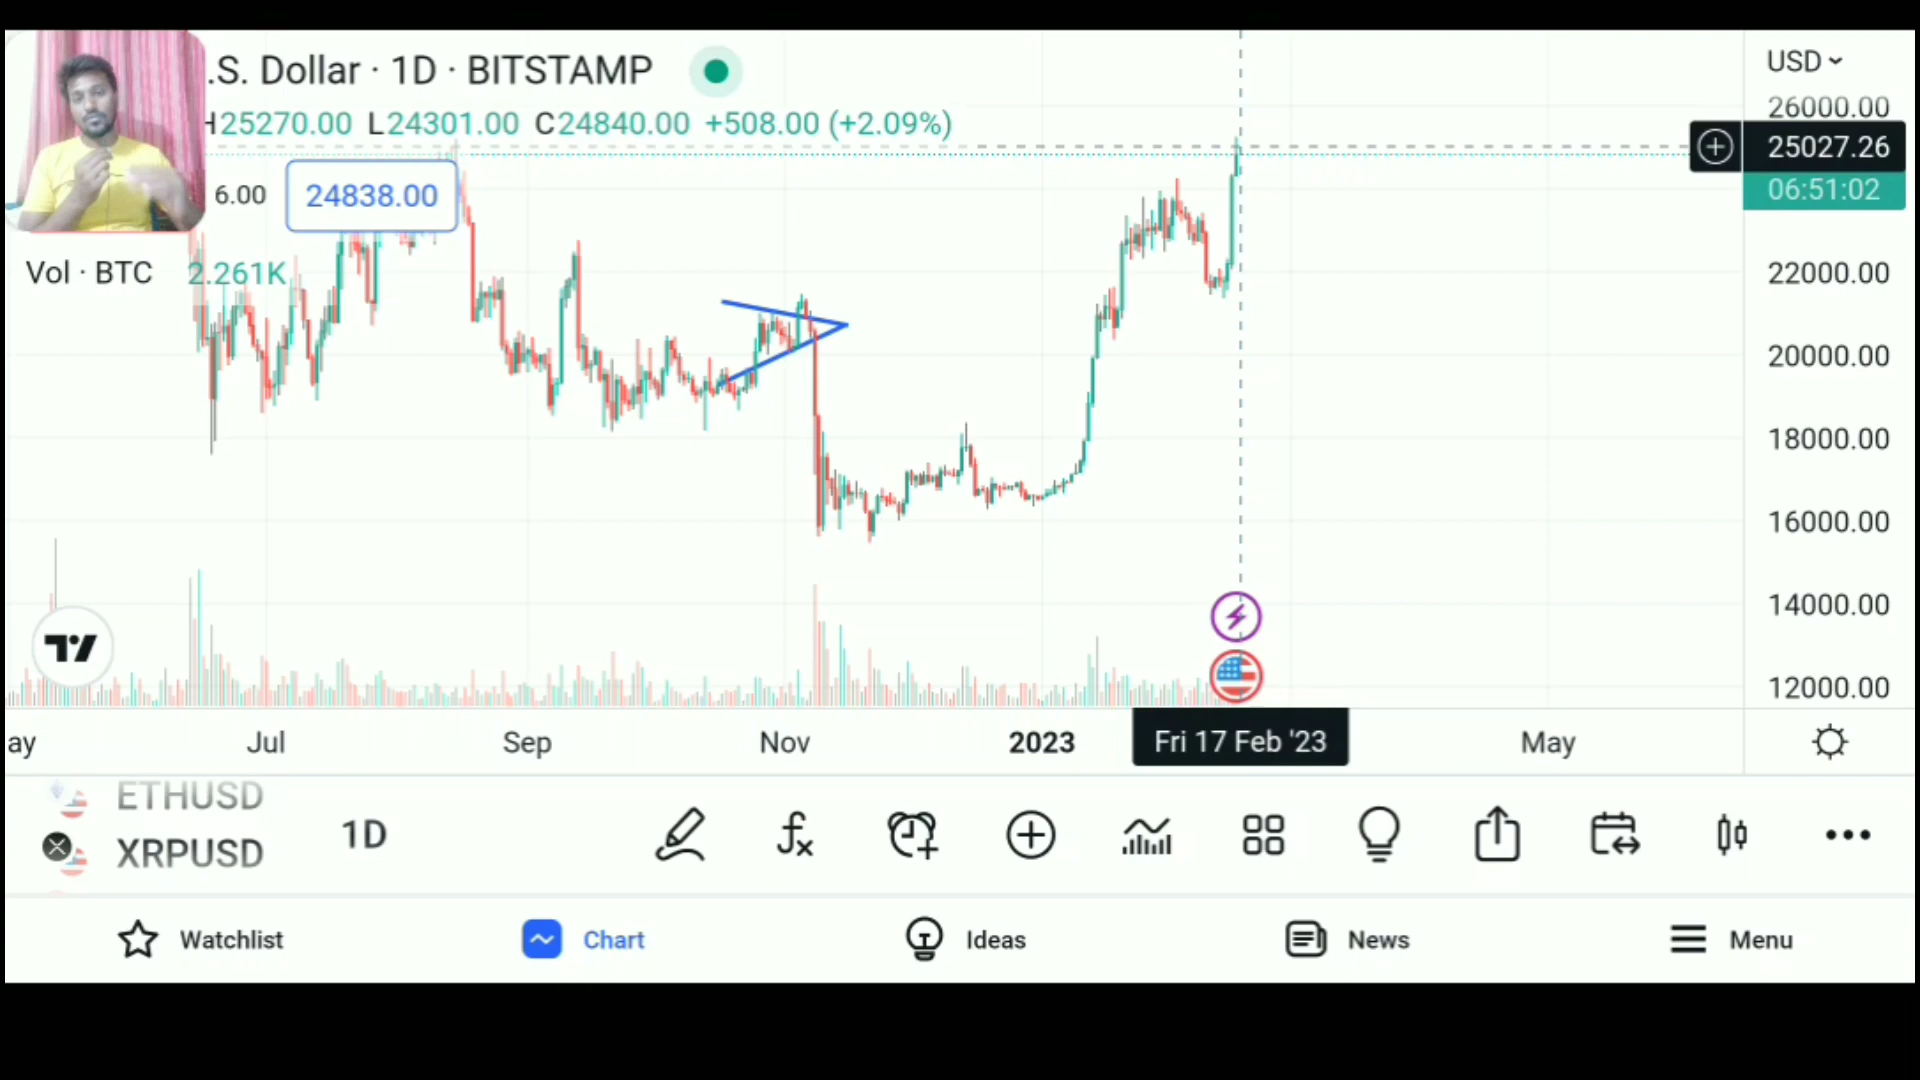 .S. Dollar · 1D · BITSTAMP
H25270.00 L24301.00 C24840.00 +508.00 (+2.09%)
6.00 24838.00
Vol · BTC 2.261K
USD
26000.00
25027.26
06:51:02
22000.00
20000.00
18000.00
16000.00
14000.00
12000.00
ay Jul Sep Nov 2023 Fri 17 Feb '23 May
ETHUSD
XRPUSD
1D
Watchlist Chart Ideas News Menu